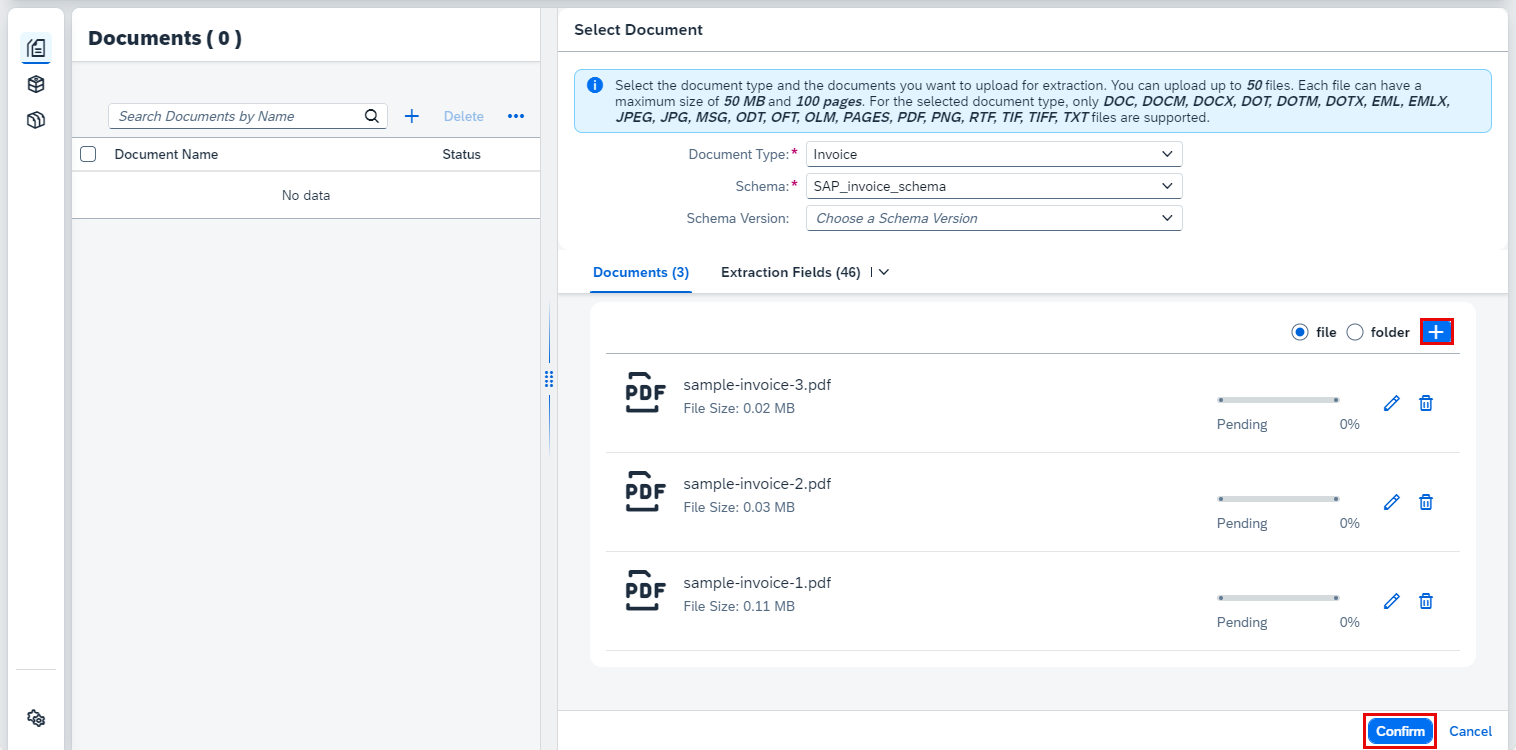 Documents ( 0 )
Search Documents by Name
Delete
Document Name Status
No data
Select Document
Select the document type and the documents you want to upload for extraction. You can upload up to 50 files. Each file can have a
maximum size of 50 MB and 100 pages. For the selected document type, only DOC, DOCM, DOCX, DOT, DOTM, DOTX, EML, EMLX,
JPEG, JPG, MSG, ODT, OFT, OLM, PAGES, PDF, PNG, RTF, TIF, TIFF, TXT files are supported.
Document Type:* Invoice
Schema:* SAP_invoice_schema
Schema Version: Choose a Schema Version
Documents (3) Extraction Fields (46)
file folder
PDF sample-invoice-3.pdf
File Size: 0.02 MB
Pending 0%
PDF sample-invoice-2.pdf
File Size: 0.03 MB
Pending 0%
PDF sample-invoice-1.pdf
File Size: 0.11 MB
Pending 0%
Confirm Cancel